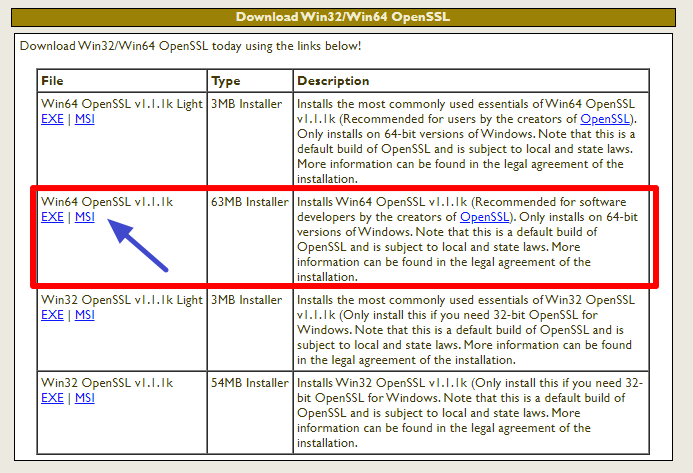 Download Win32/Win64 OpenSSL
Download Win32/Win64 OpenSSL today using the links below!
File Type Description
Win64 OpenSSL v1.1.1k Light 3MB Installer Installs the most commonly used essentials of Win64 OpenSSL
EXE | MSI v1.1.1k (Recommended for users by the creators of OpenSSL).
Only installs on 64-bit versions of Windows. Note that this is a
default build of OpenSSL and is subject to local and state laws.
More information can be found in the legal agreement of the
installation.
Win64 OpenSSL v1.1.1k 63MB Installer Installs Win64 OpenSSL v1.1.1k (Recommended for software
EXE | MSI developers by the creators of OpenSSL). Only installs on 64-bit
versions of Windows. Note that this is a default build of
OpenSSL and is subject to local and state laws. More
information can be found in the legal agreement of the
installation.
Win32 OpenSSL v1.1.1k Light 3MB Installer Installs the most commonly used essentials of Win32 OpenSSL
EXE | MSI v1.1.1k (Only install this if you need 32-bit OpenSSL for
Windows. Note that this is a default build of OpenSSL and is
subject to local and state laws. More information can be found
in the legal agreement of the installation.
Win32 OpenSSL v1.1.1k 54MB Installer Installs Win32 OpenSSL v1.1.1k (Only install this if you need 32-
EXE | MSI bit OpenSSL for Windows. Note that this is a default build of
OpenSSL and is subject to local and state laws. More
information can be found in the legal agreement of the
installation.